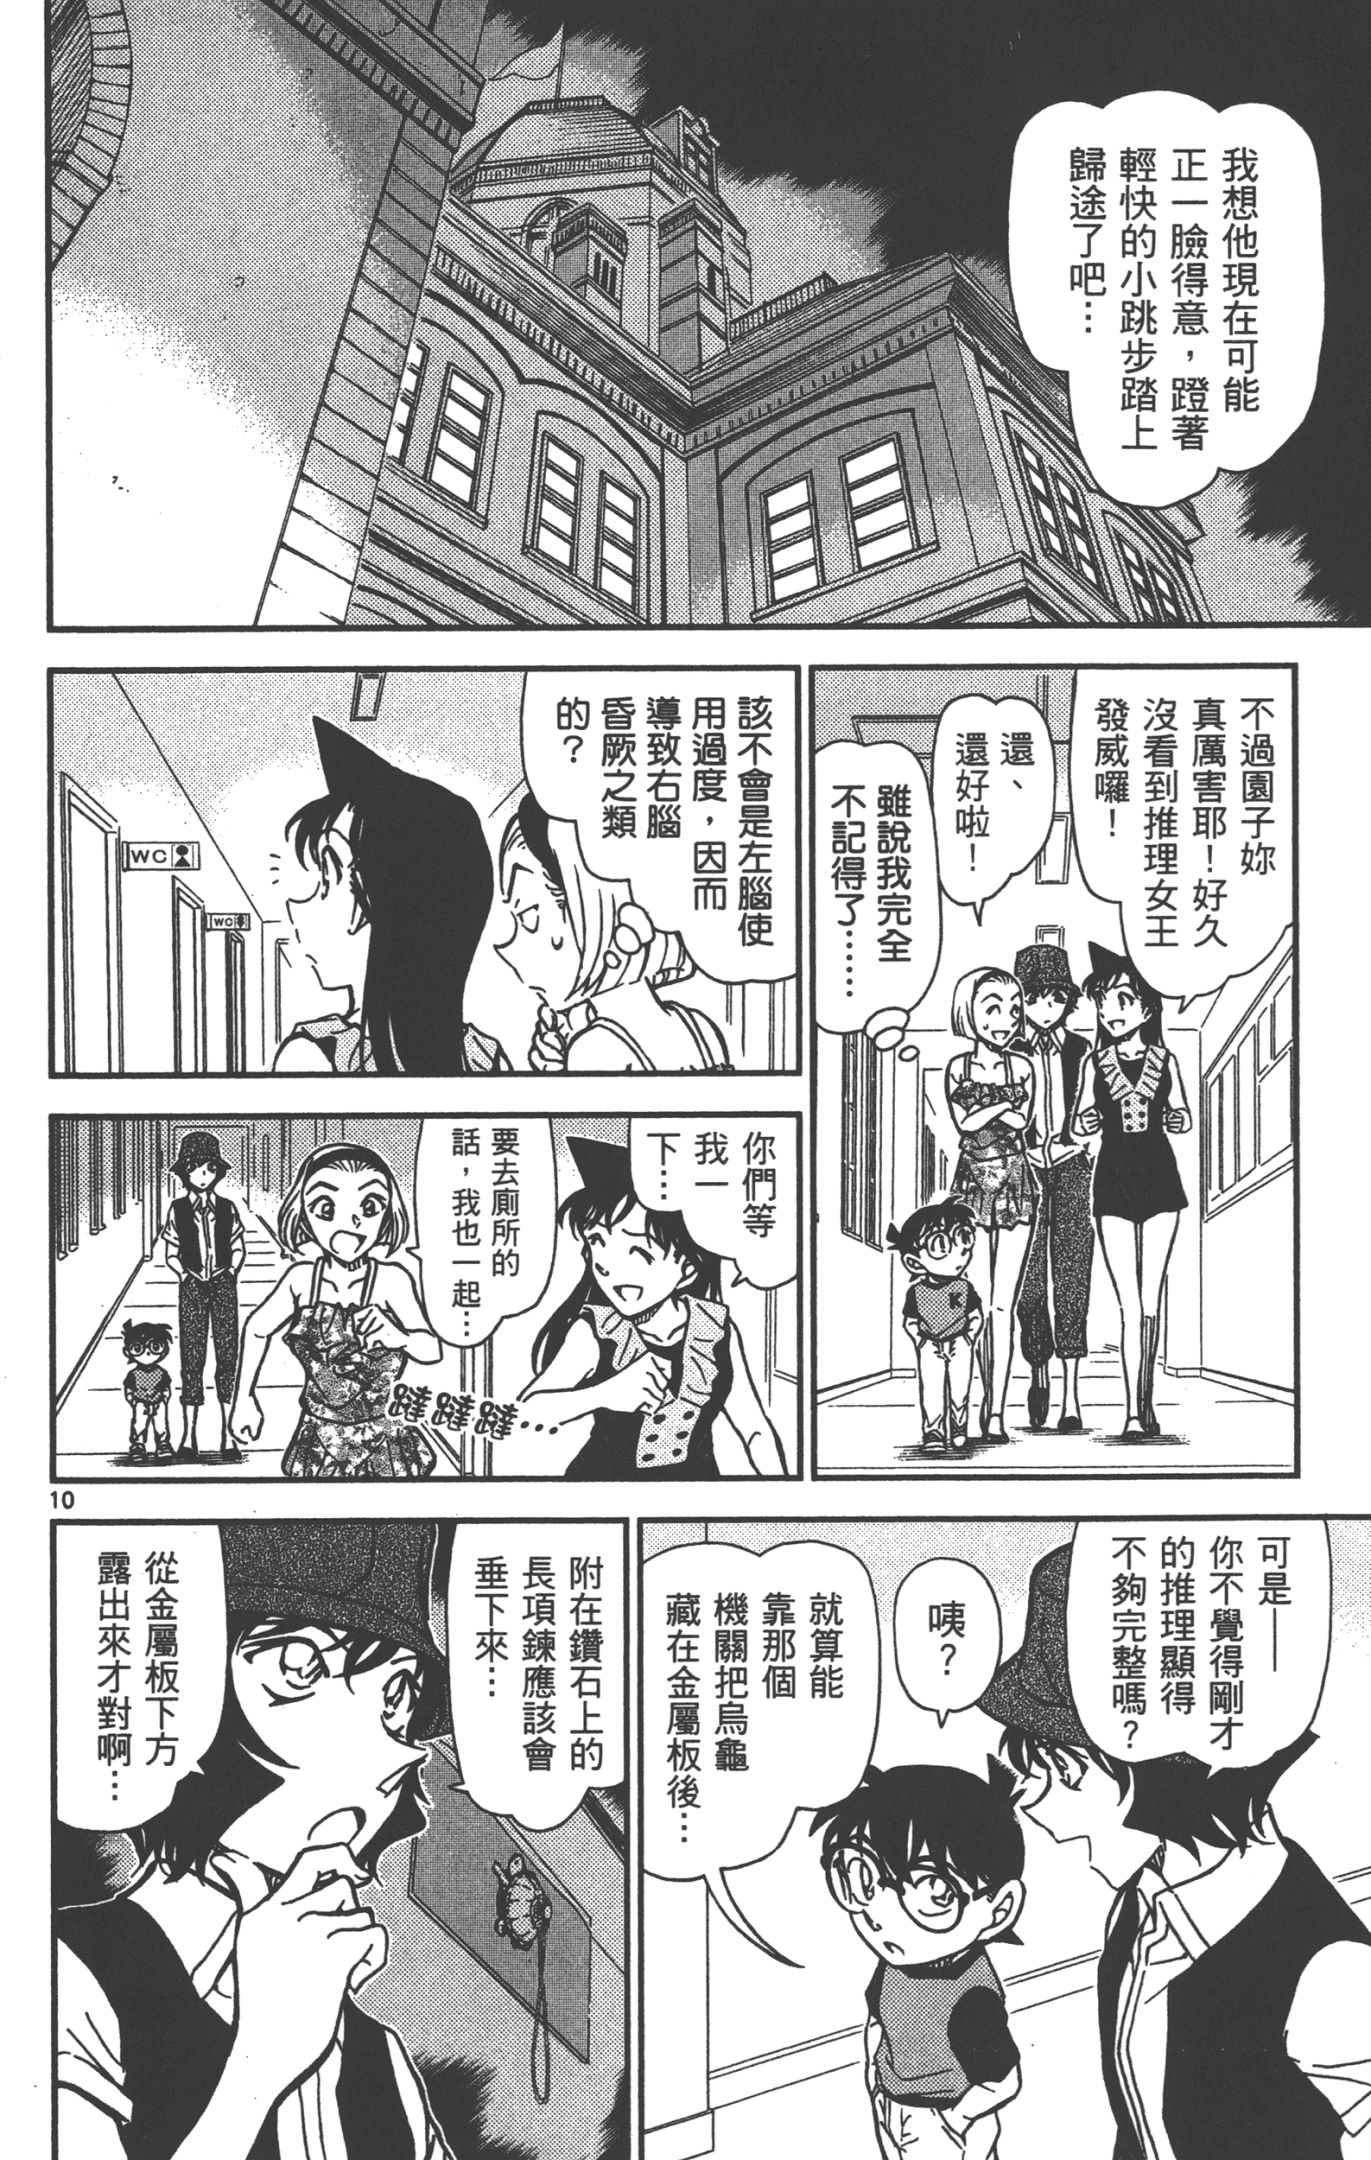 我想他現在可能
正一臉得意，蹬著
輕快的小跳步踏上
歸途了吧…
不過園子妳
真厲害耶！好久
沒看到推理女王
發威囉！
還、
還好啦！
雖說我完全
不記得了……
該不會是左腦使
用過度，因而
導致右腦
昏厥之類
的？
WC
WC
你們等
我一
下…
要去廁所的
話，我也一起…
躂躂躂…
10
可是——
你不覺得剛才
的推理顯得
不夠完整嗎？
咦？
就算能
靠那個
機關把烏龜
藏在金屬板後…
附在鑽石上的
長項鍊應該會
垂下來…
從金屬板下方
露出來才對啊…
K